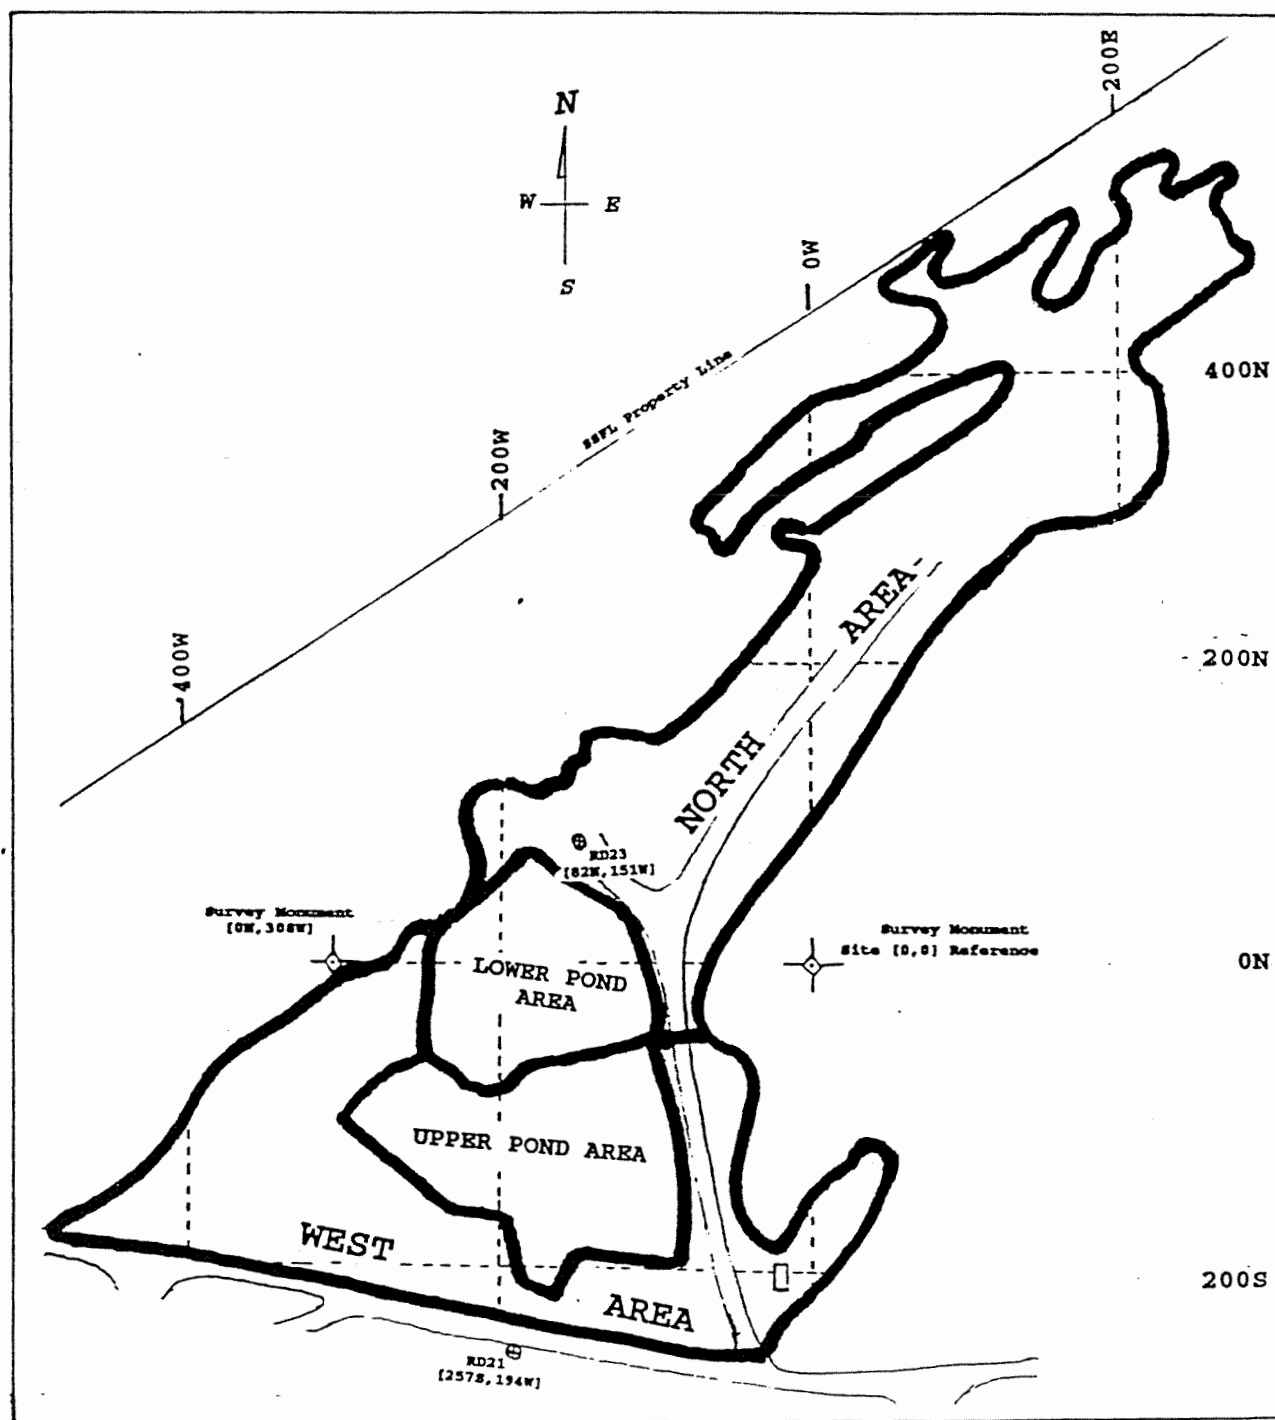 200E
N
W E
S
0W
SSFL Property Line
400N
200W
AREA
200N
400W
NORTH
RD23
[82N,151W]
Survey Monument
[0N,308W]
Survey Monument
Site [0,0] Reference
0N
LOWER POND
AREA
UPPER POND AREA
WEST
AREA
200S
RD21
[257S,194W]